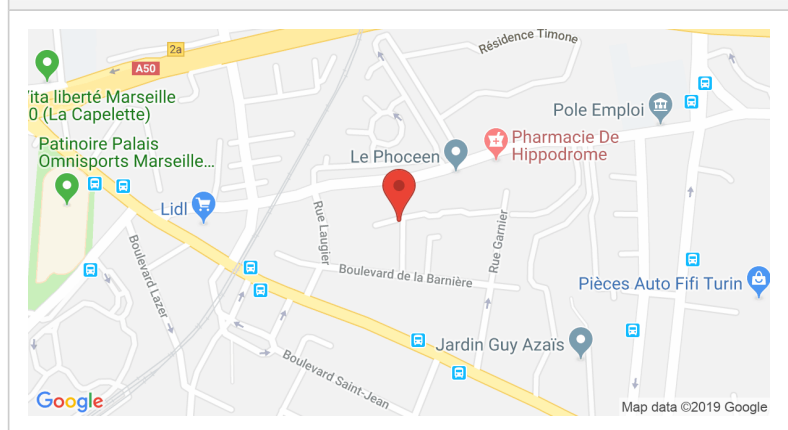 Résidence Timone
2a
A50
ita liberté Marseille
0 (La Capelette)
Pole Emploi
Patinoire Palais
Omnisports Marseille...
Pharmacie De
Hippodrome
Le Phoceen
Lidl
Rue Laugier
Rue Garnier
Boulevard Lazer
Boulevard de la Barnière
Pièces Auto Fifi Turin
Jardin Guy Azaïs
Boulevard Saint-Jean
Google
Map data ©2019 Google